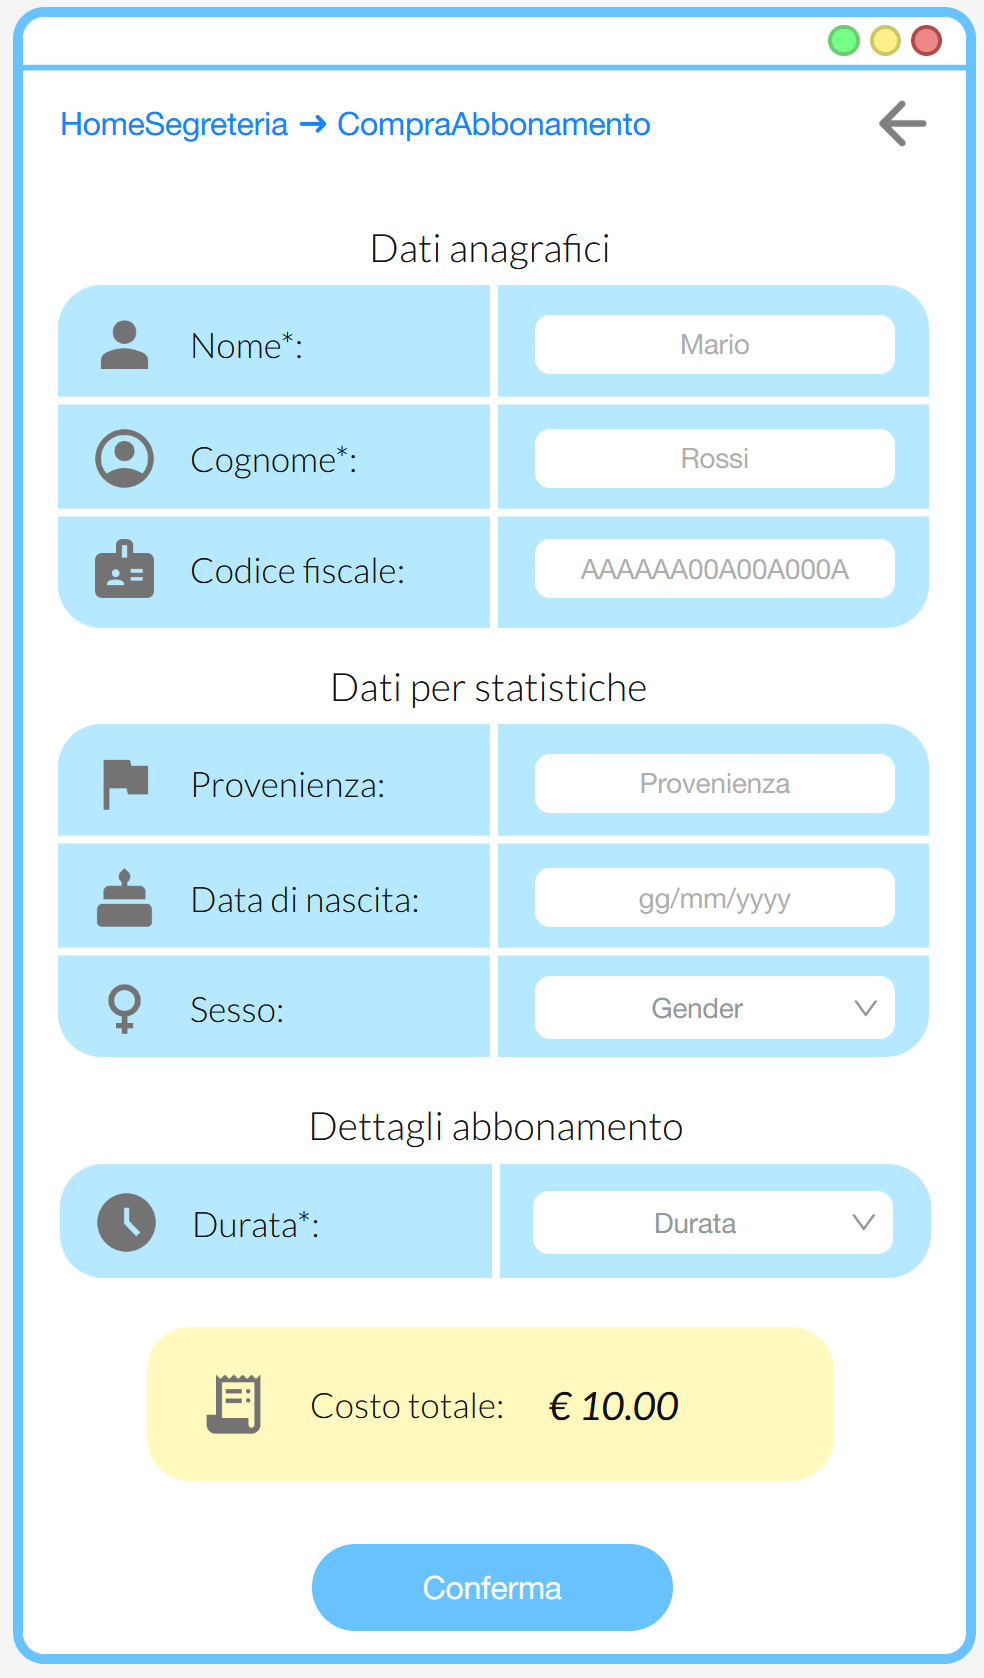 HomeSegreteria → CompraAbbonamento
Dati anagrafici
Nome*: Mario
Cognome*: Rossi
Codice fiscale: AAAAAA00A00A000A
Dati per statistiche
Provenienza: Provenienza
Data di nascita: gg/mm/yyyy
Sesso: Gender
Dettagli abbonamento
Durata*: Durata
Costo totale: € 10.00
Conferma